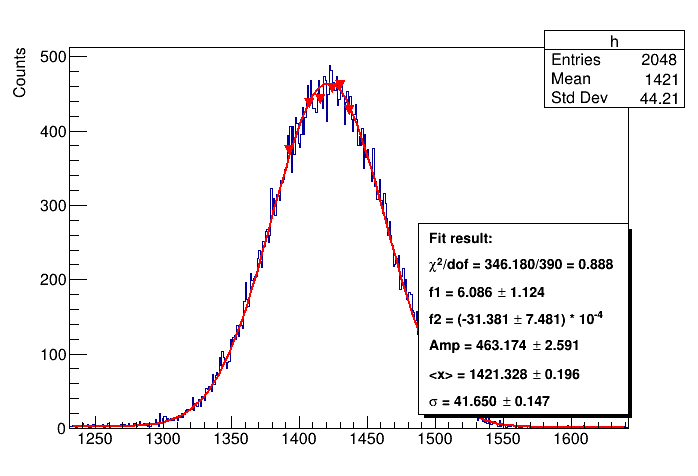 h
Entries 2048
Mean 1421
Std Dev 44.21
Counts
500
400
300
200
100
0
Fit result:
χ²/dof = 346.180/390 = 0.888
f1 = 6.086 ± 1.124
f2 = (-31.381 ± 7.481) * 10⁻⁴
Amp = 463.174 ± 2.591
<x> = 1421.328 ± 0.196
σ = 41.650 ± 0.147
1250 1300 1350 1400 1450 1500 1550 1600